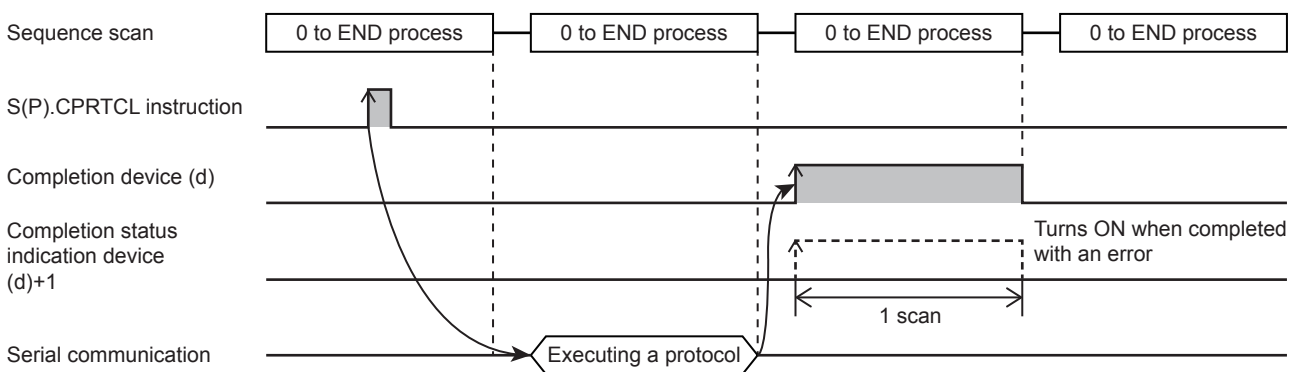 Sequence scan
0 to END process
0 to END process
0 to END process
0 to END process
S(P).CPRTCL instruction
Completion device (d)
Completion status
indication device
(d)+1
Turns ON when completed
with an error
1 scan
Serial communication
Executing a protocol